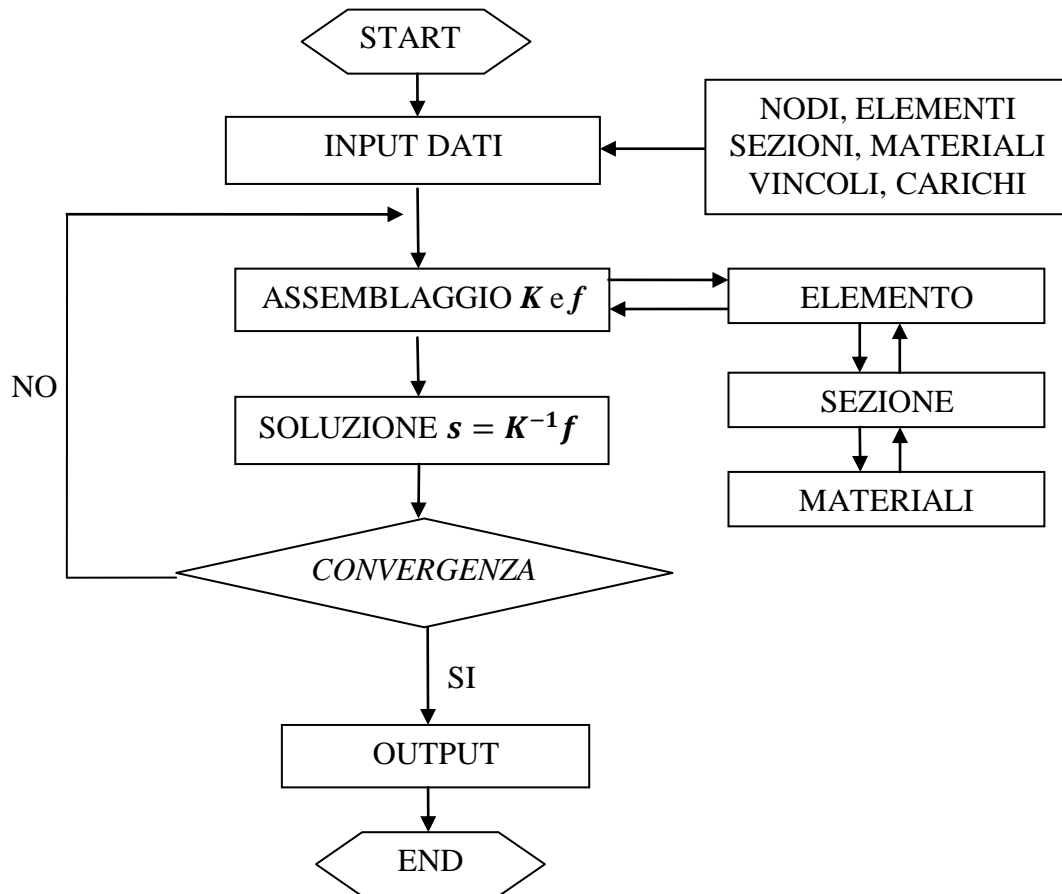 START
INPUT DATI
NODI, ELEMENTI
SEZIONI, MATERIALI
VINCOLI, CARICHI
ASSEMBLAGGIO K e f
ELEMENTO
NO
SOLUZIONE s = K⁻¹f
SEZIONE
MATERIALI
CONVERGENZA
SI
OUTPUT
END